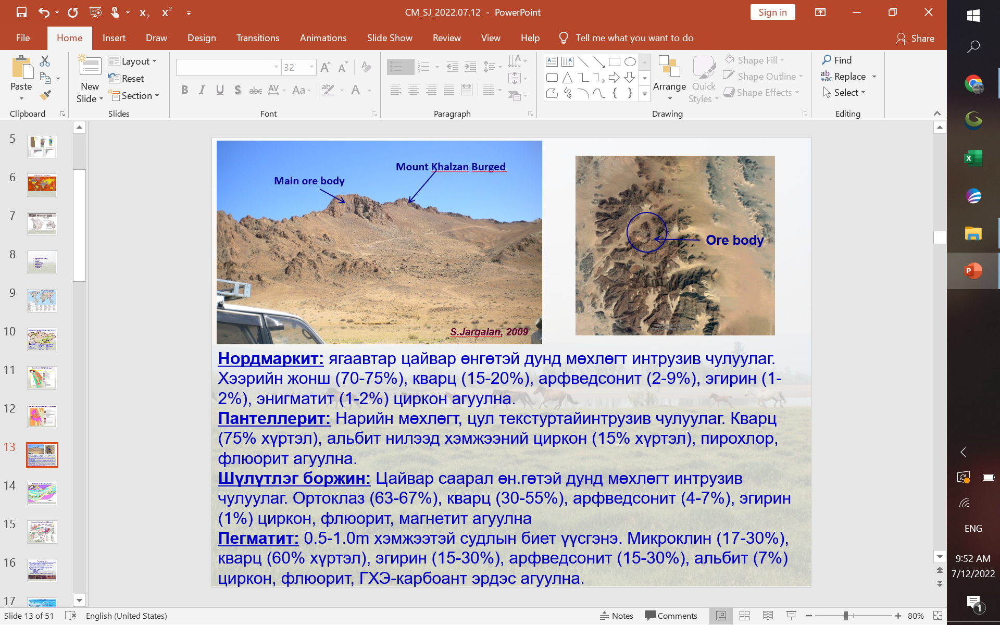 CM_SJ_2022.07.12 - PowerPoint
Sign in
File Home Insert Draw Design Transitions Animations Slide Show Review View Help Tell me what you want to do Share
Paste
New Slide
Layout
Reset
Section
32
B I U S abc AV Aa A
Arrange
Quick Styles
Shape Fill
Shape Outline
Shape Effects
Find
Replace
Select
Clipboard Slides Font Paragraph Drawing Editing
5
6
7
8
9
10
11
12
13
14
15
16
17
Mount Khalzan Burged
Main ore body
Ore body
S.Jargalan, 2009
Нордмаркит: ягаавтар цайвар өнгөтэй дунд мөхлөгт интрузив чулуулаг.
Хээрийн жонш (70-75%), кварц (15-20%), арфведсонит (2-9%), эгирин (1-
2%), энигматит (1-2%) циркон агуулна.
Пантеллерит: Нарийн мөхлөгт, цул текстуртайинтрузив чулуулаг. Кварц
(75% хүртэл), альбит нилээд хэмжээний циркон (15% хүртэл), пирохлор,
флюорит агуулна.
Шүлүтлэг боржин: Цайвар саарал өн.гөтэй дунд мөхлөгт интрузив
чулуулаг. Ортоклаз (63-67%), кварц (30-55%), арфведсонит (4-7%), эгирин
(1%) циркон, флюорит, магнетит агуулна
Пегматит: 0.5-1.0m хэмжээтэй судлын биет үүсгэнэ. Микроклин (17-30%),
кварц (60% хүртэл), эгирин (15-30%), арфведсонит (15-30%), альбит (7%)
циркон, флюорит, ГХЭ-карбоант эрдэс агуулна.
ENG
9:52 AM
7/12/2022
1
Slide 13 of 51 English (United States) Notes Comments 80%